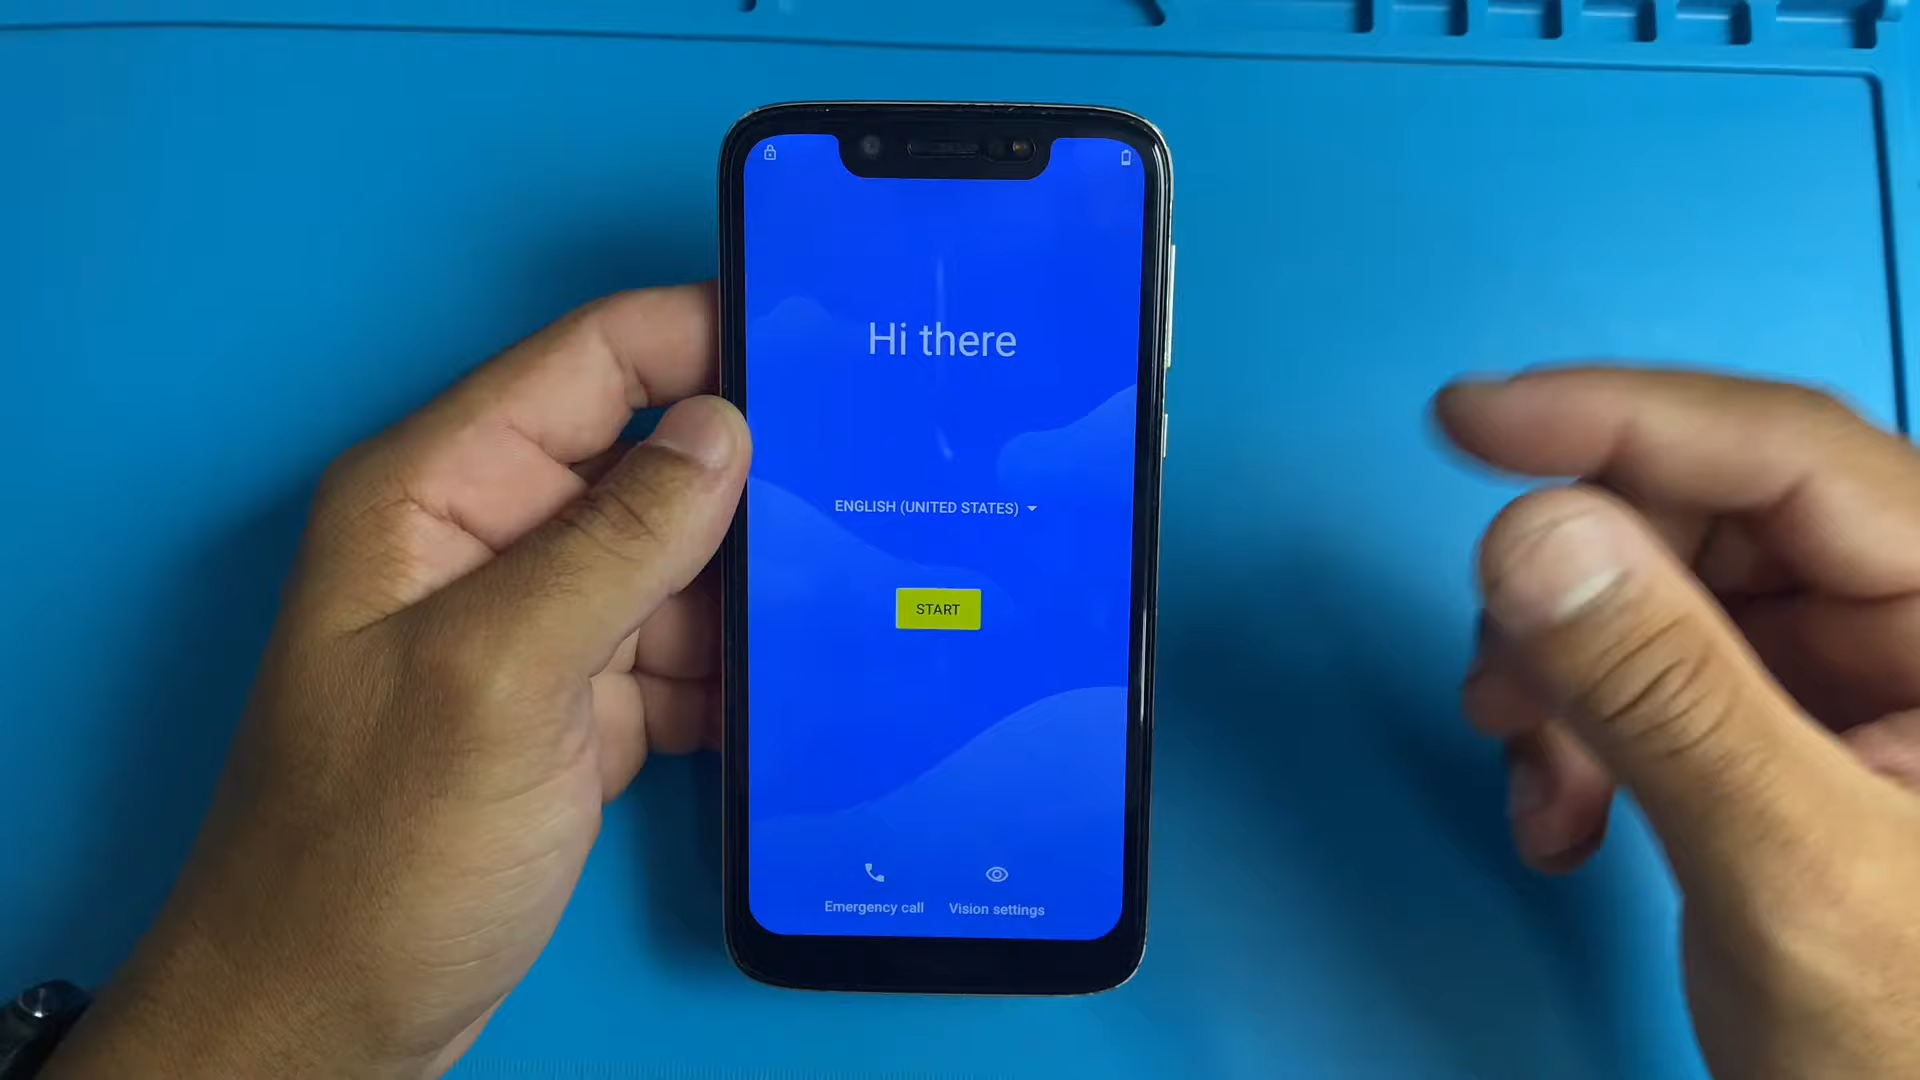 Hi there
ENGLISH (UNITED STATES)
START
Emergency call
Vision settings